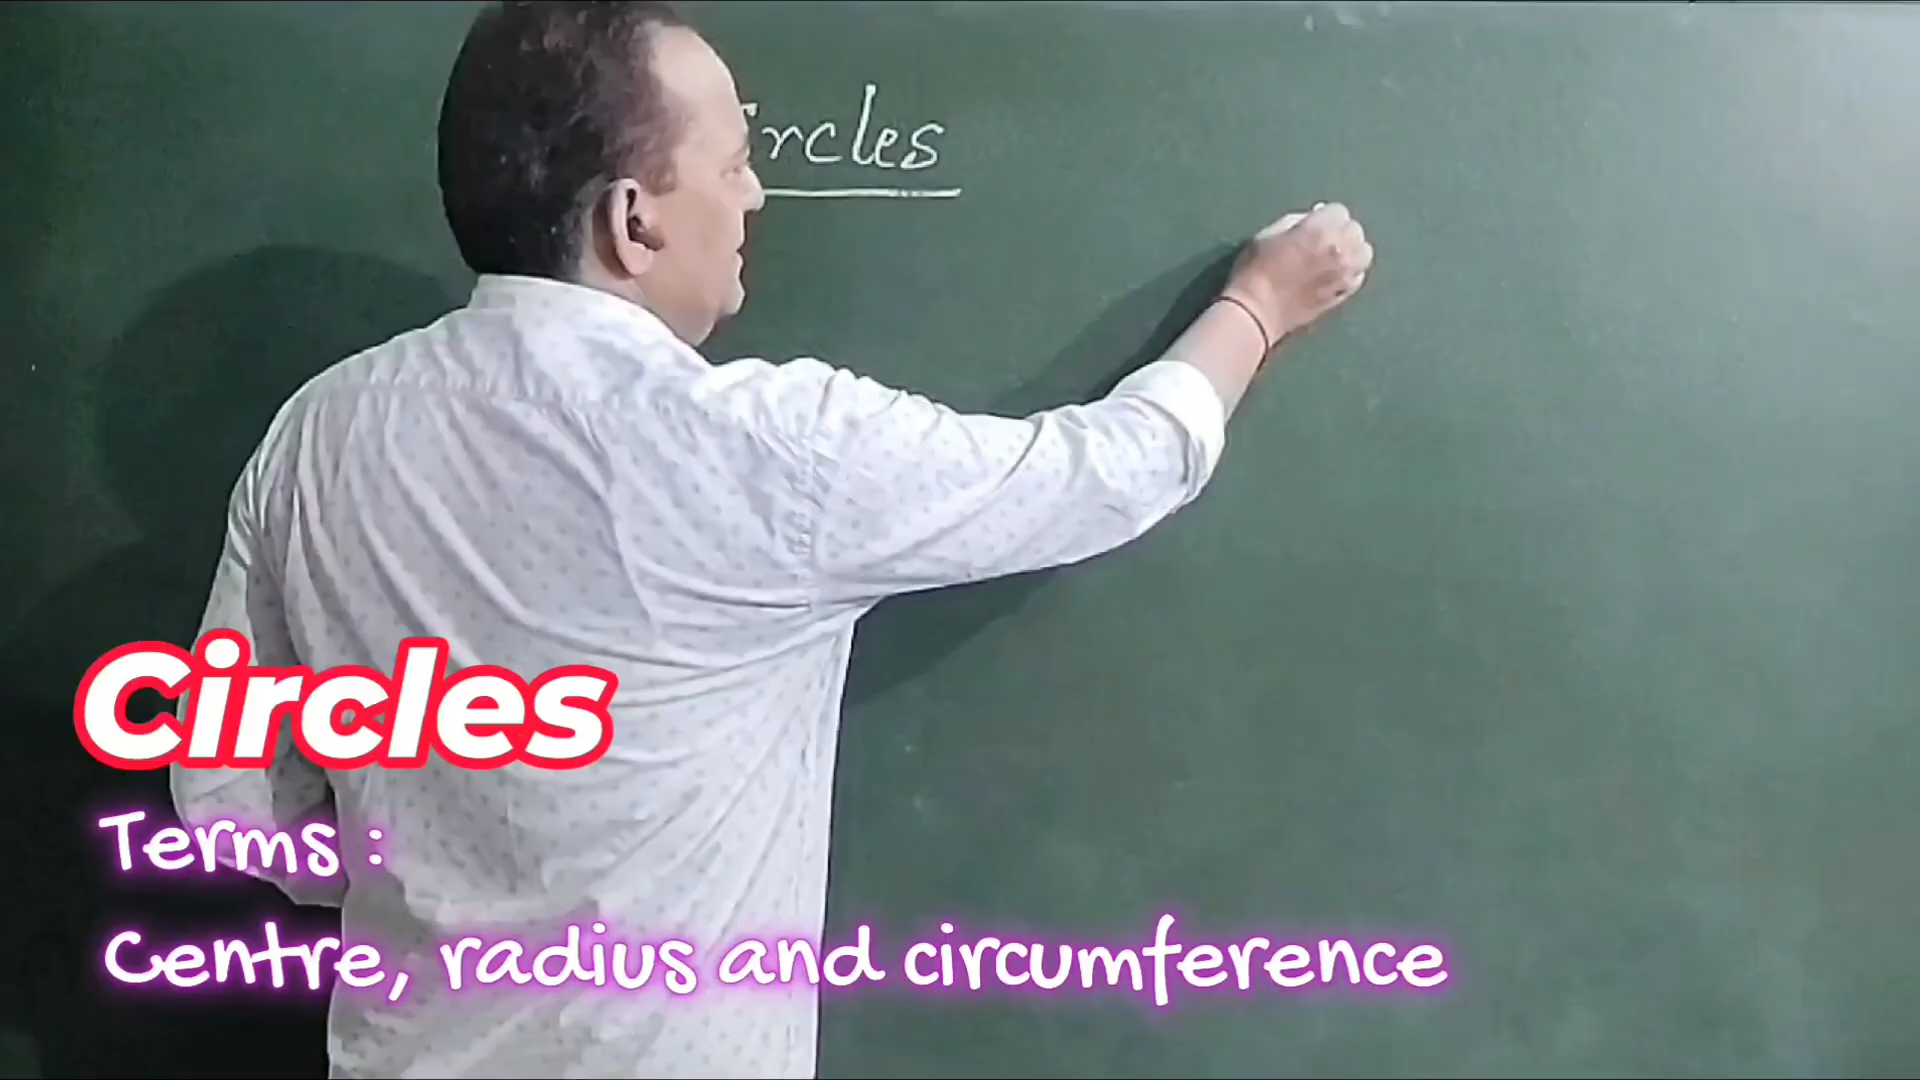 rcles
Circles
Terms :
Centre, radius and circumference